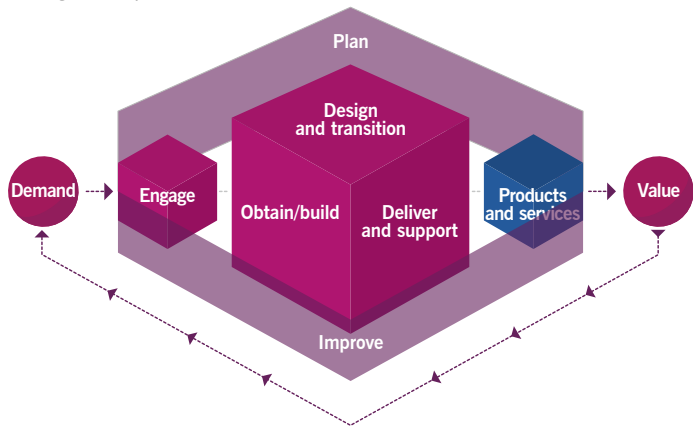 Plan
Design
and transition
Demand
Engage
Obtain/build
Deliver
and support
Products
and services
Value
Improve